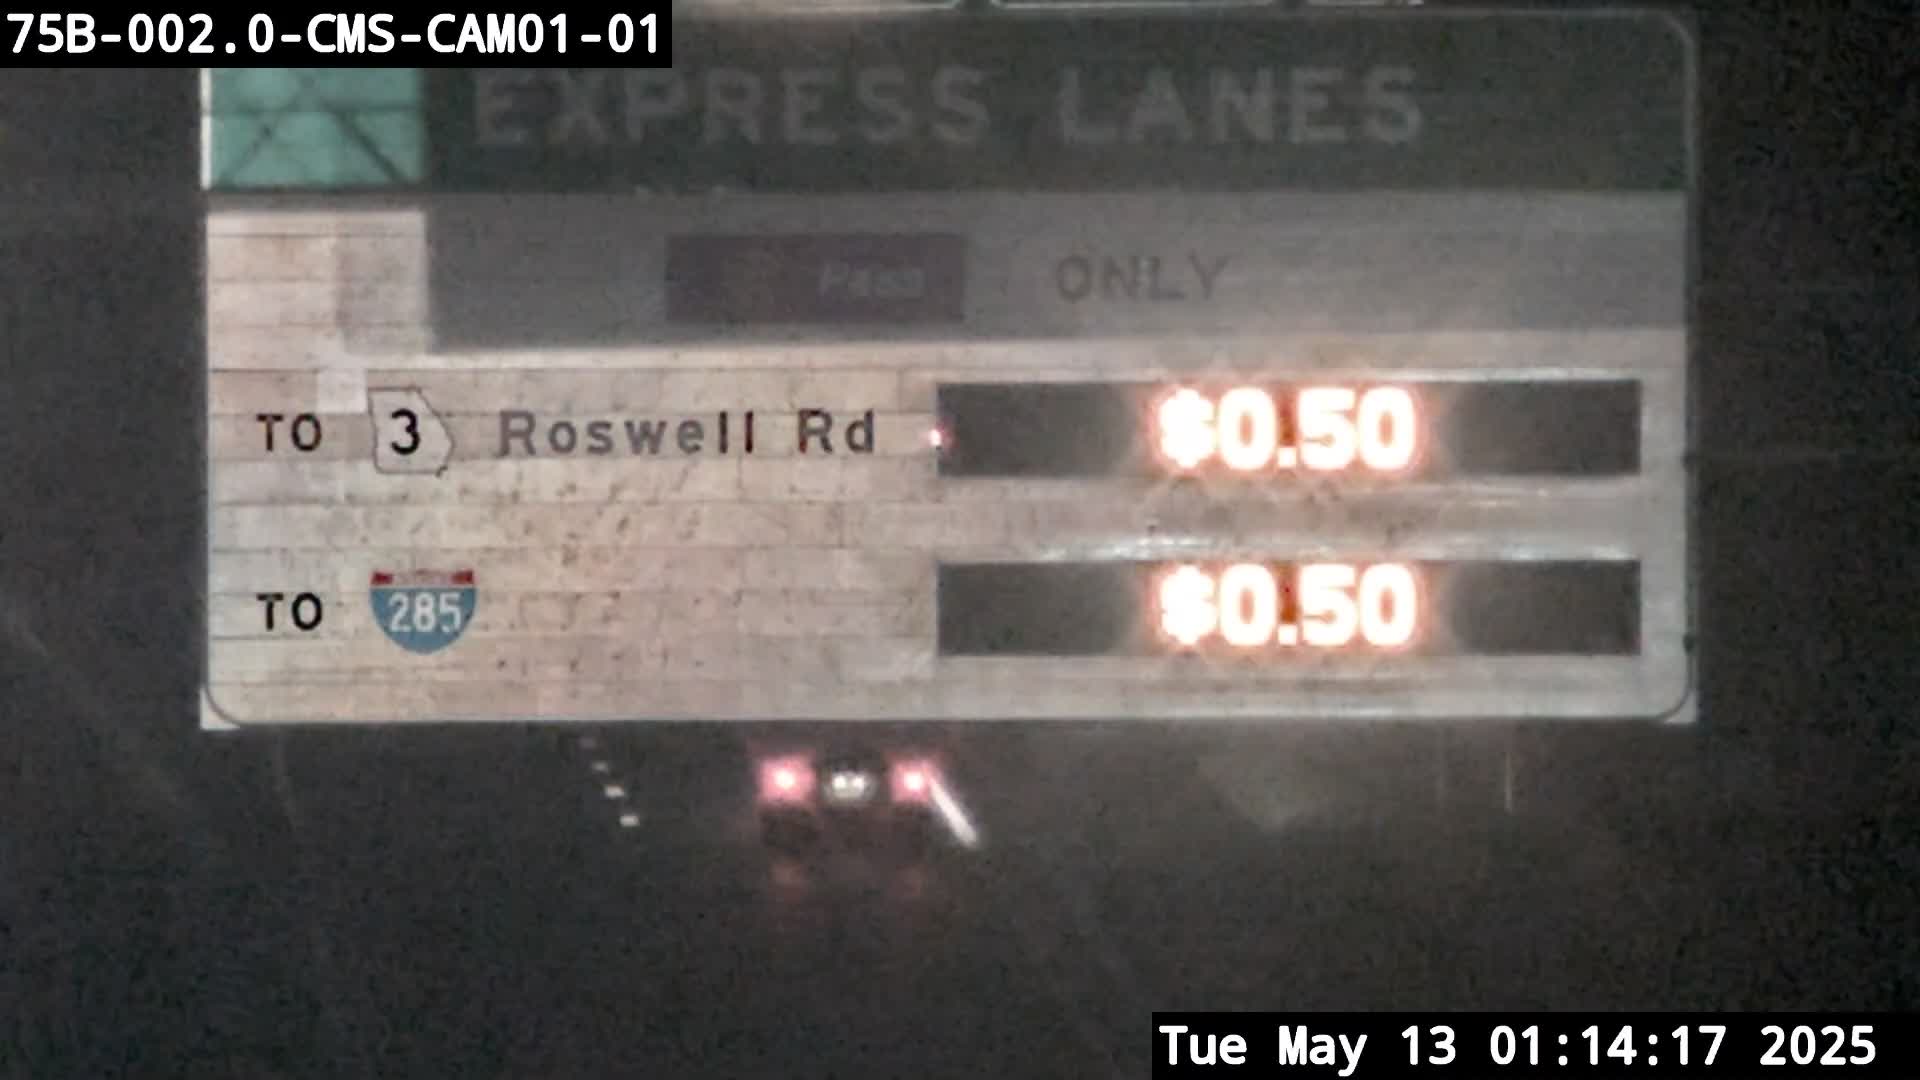 75B-002.0-CMS-CAM01-01
EXPRESS LANES
Pass ONLY
TO 3 Roswell Rd $0.50
TO 285 $0.50
Tue May 13 01:14:17 2025